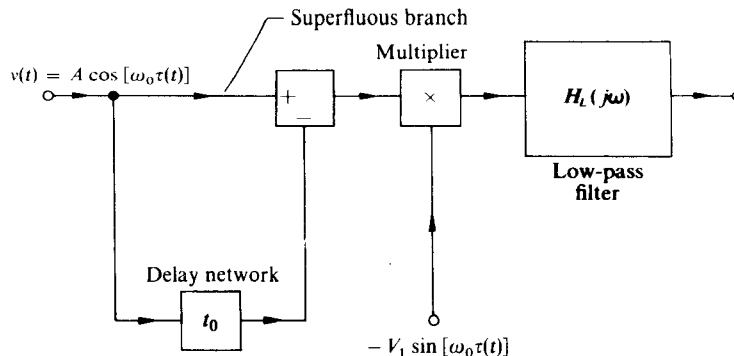 Superfluous branch
v(t) = A cos [ω₀τ(t)]
Multiplier
+
−
×
H_L(jω)
Low-pass
filter
Delay network
t₀
− V₁ sin [ω₀τ(t)]